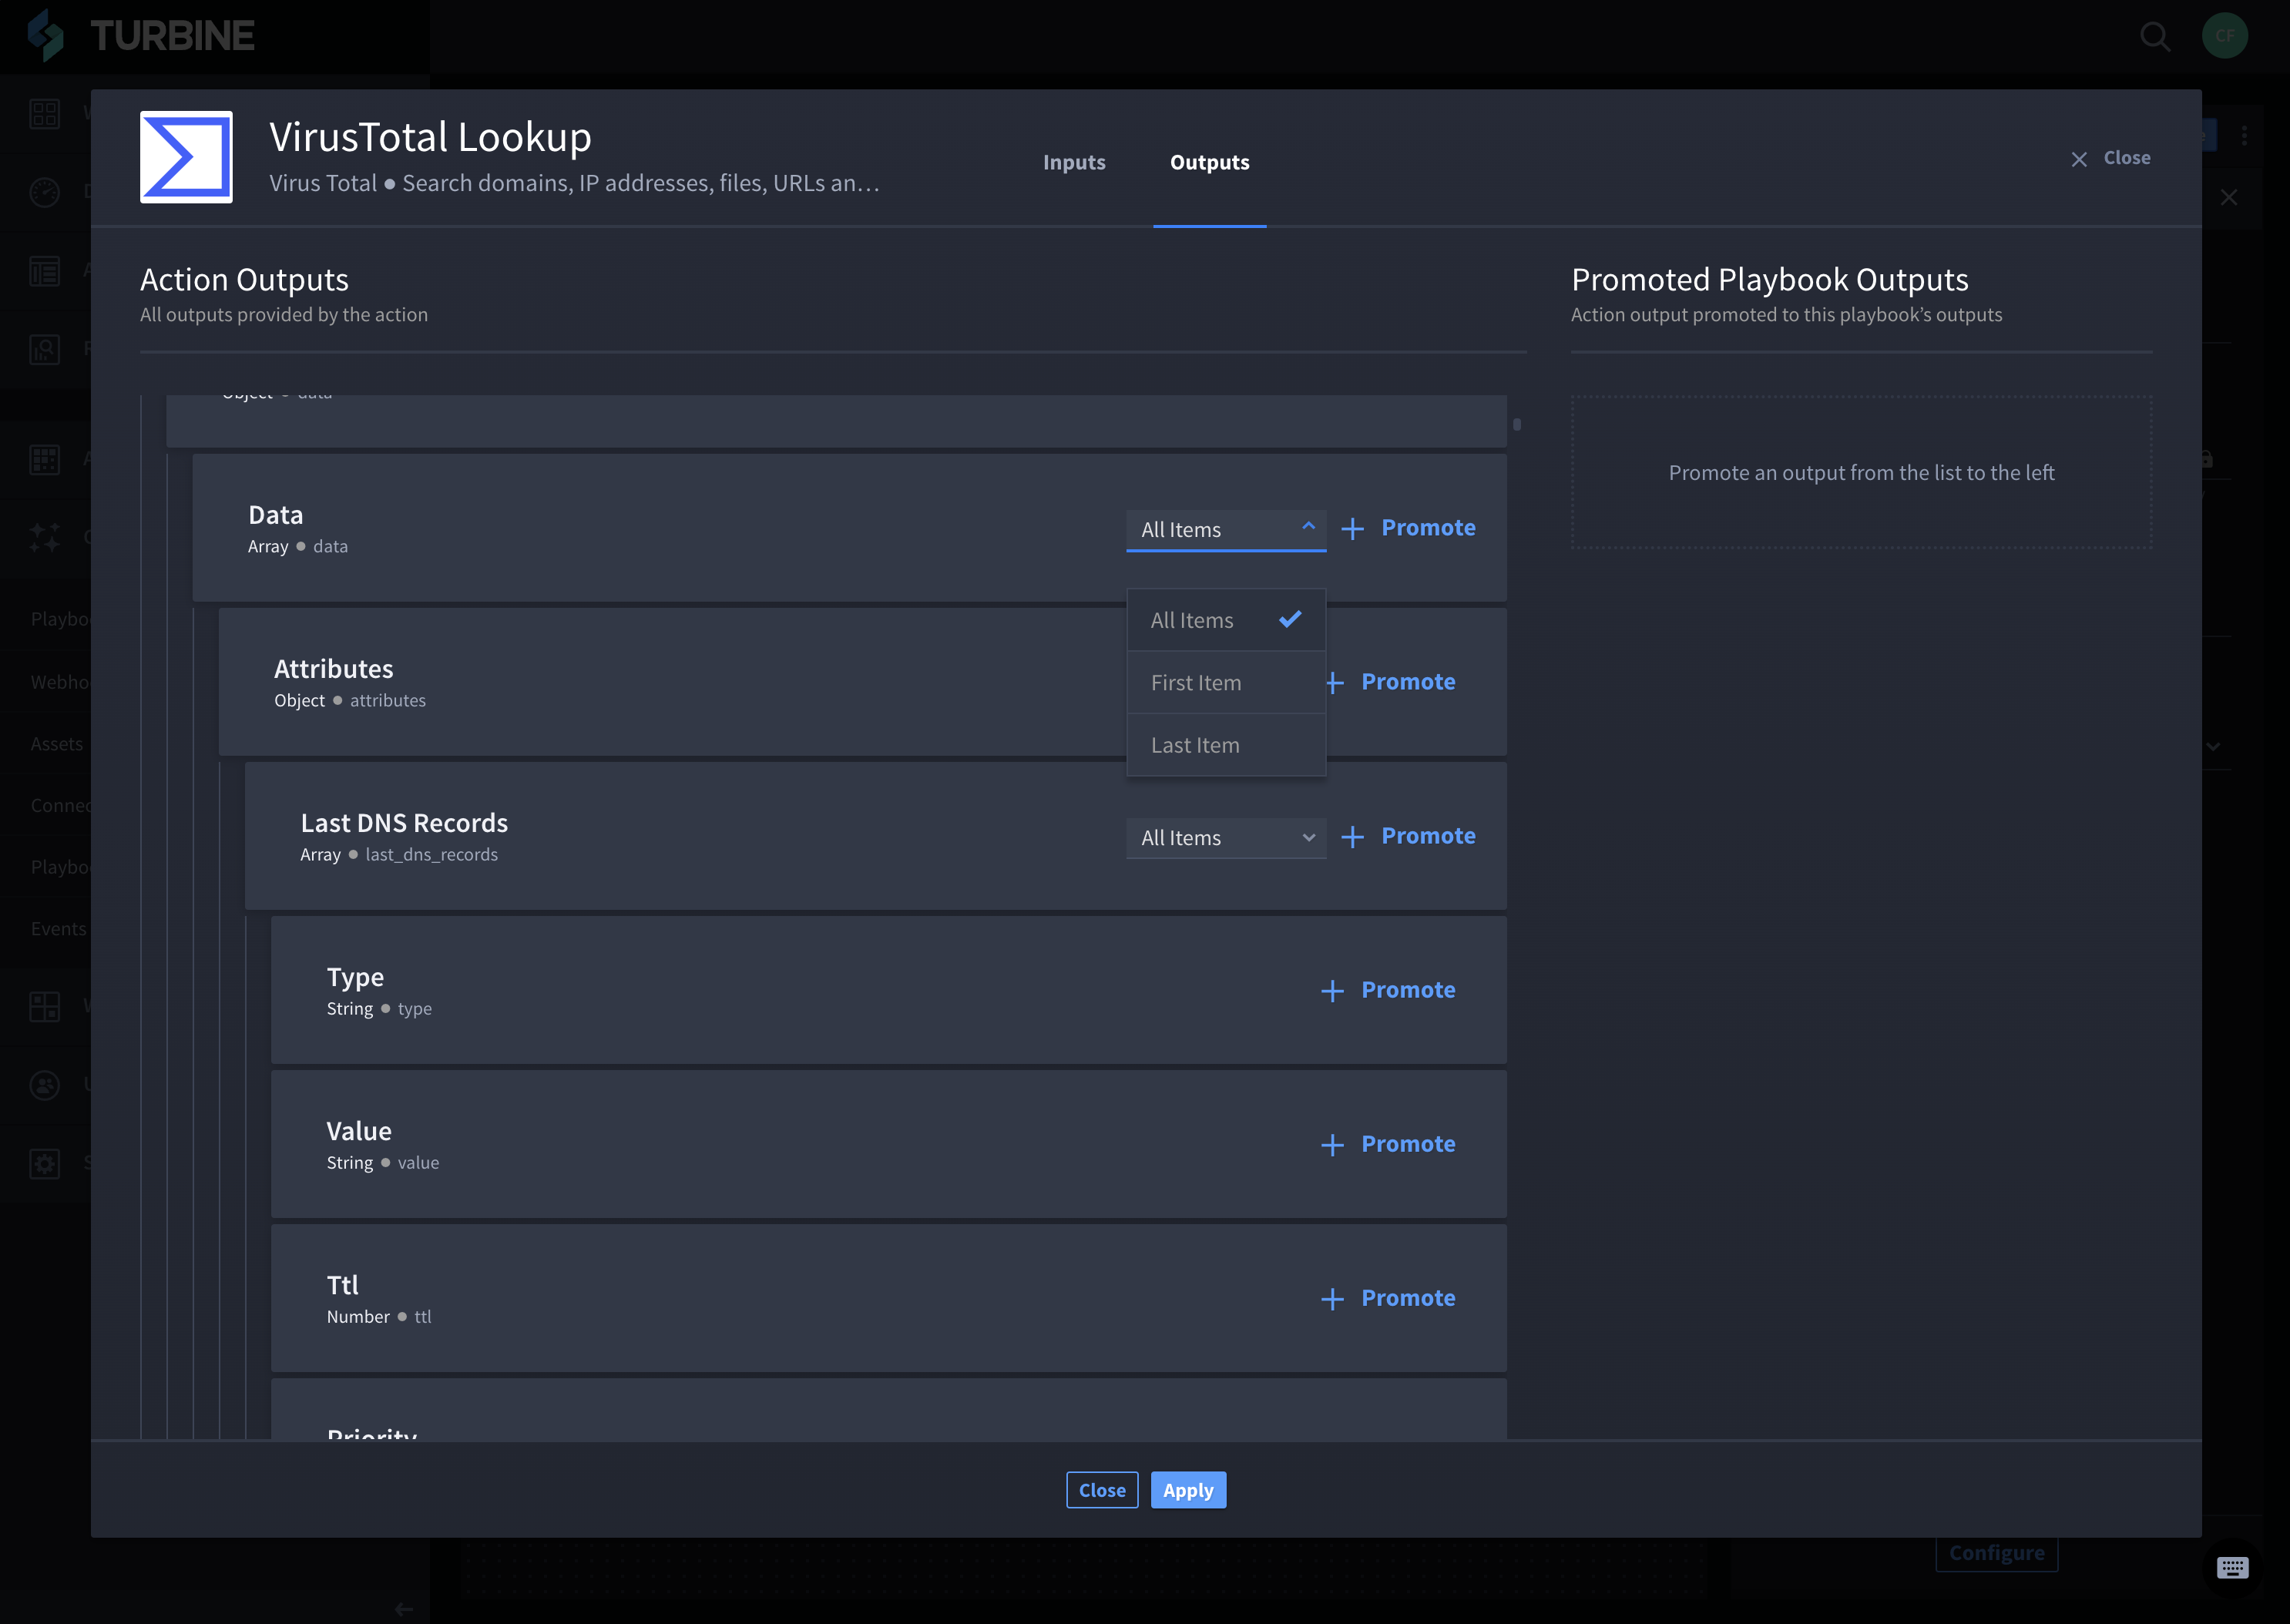 TURBINE
CF
VirusTotal Lookup
Virus Total ● Search domains, IP addresses, files, URLs an…
Inputs
Outputs
Close
Action Outputs
All outputs provided by the action
Promoted Playbook Outputs
Action output promoted to this playbook’s outputs
Object ● data
Promote an output from the list to the left
Data
Array ● data
All Items
Promote
All Items
First Item
Last Item
Attributes
Object ● attributes
Promote
Last DNS Records
Array ● last_dns_records
All Items
Promote
Type
String ● type
Promote
Value
String ● value
Promote
Ttl
Number ● ttl
Promote
Priority
Webho
Assets
Connec
Playbo
Playbo
Events
Close
Apply
Configure